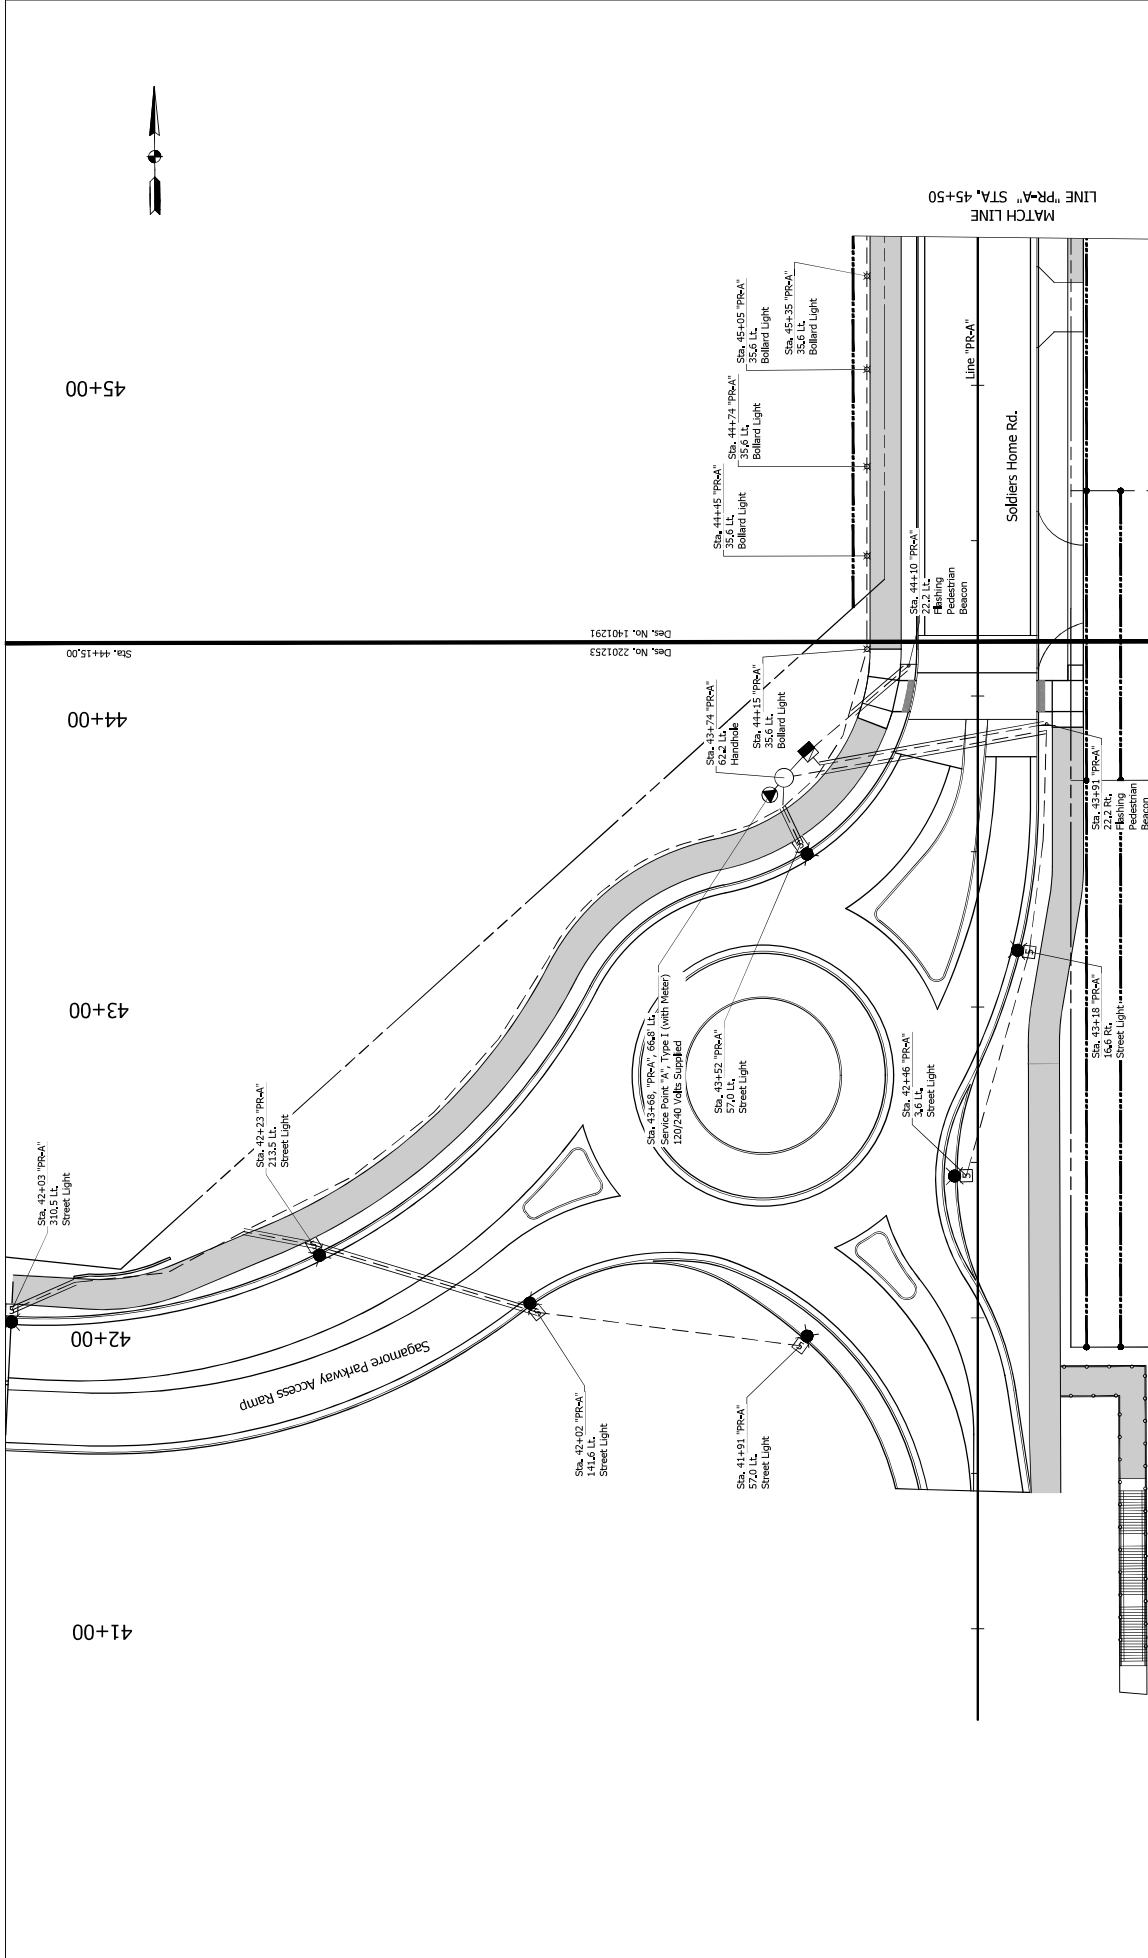 MATCH LINE
LINE "PR-A" STA. 45+50
45+00
44+00
43+00
42+00
41+00
Sta. 44+15.00
Des. No. 1401291
Des. No. 2201253
Sta. 45+35 "PR-A"
35.6 Lt.
Bollard Light
Sta. 45+05 "PR-A"
35.6 Lt.
Bollard Light
Sta. 44+74 "PR-A"
35.6 Lt.
Bollard Light
Sta. 44+45 "PR-A"
35.6 Lt.
Bollard Light
Line "PR-A"
Soldiers Home Rd.
Sta. 44+10 "PR-A"
22.2 Lt.
Flashing
Pedestrian
Beacon
Sta. 44+15 "PR-A"
35.6 Lt.
Bollard Light
Sta. 43+74 "PR-A"
62.2 Lt.
Handhole
Sta. 43+91 "PR-A"
22.2 Rt.
Flashing
Pedestrian
Beacon
Sta. 43+68, "PR-A", 66.8' Lt.
Service Point "A", Type I (with Meter)
120/240 Volts Supplied
Sta. 43+52 "PR-A"
57.0 Lt.
Street Light
Sta. 43+18 "PR-A"
16.6 Rt.
Street Light
Sta. 42+46 "PR-A"
3.6 Lt.
Street Light
Sta. 42+23 "PR-A"
213.5 Lt.
Street Light
Sta. 42+03 "PR-A"
310.5 Lt.
Street Light
Sagamore Parkway Access Ramp
Sta. 42+02 "PR-A"
141.6 Lt.
Street Light
Sta. 41+91 "PR-A"
57.0 Lt.
Street Light
S
S
S
S
S
S
S